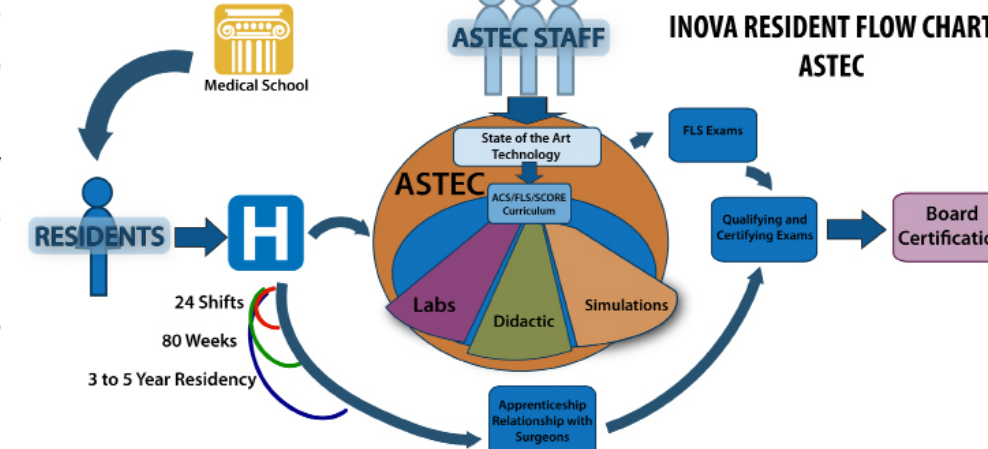 INOVA RESIDENT FLOW CHART
ASTEC
Medical School
ASTEC STAFF
RESIDENTS
H
State of the Art
Technology
ASTEC
ACS/FLS/SCORE
Curriculum
Labs
Didactic
Simulations
FLS Exams
Qualifying and
Certifying Exams
Board
Certificatio
24 Shifts
80 Weeks
3 to 5 Year Residency
Apprenticeship
Relationship with
Surgeons